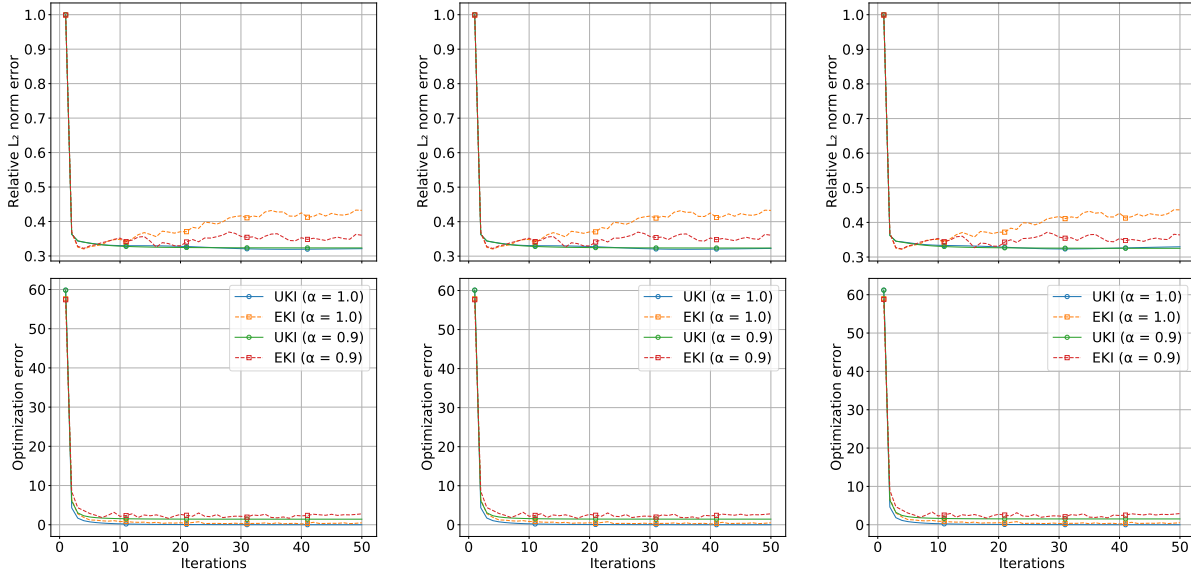 1.0
0.9
0.8
0.7
0.6
0.5
0.4
0.3
Relative L₂ norm error
1.0
0.9
0.8
0.7
0.6
0.5
0.4
0.3
Relative L₂ norm error
1.0
0.9
0.8
0.7
0.6
0.5
0.4
0.3
Relative L₂ norm error
60
50
40
30
20
10
0
Optimization error
UKI (α = 1.0)
EKI (α = 1.0)
UKI (α = 0.9)
EKI (α = 0.9)
0 10 20 30 40 50
Iterations
60
50
40
30
20
10
0
Optimization error
UKI (α = 1.0)
EKI (α = 1.0)
UKI (α = 0.9)
EKI (α = 0.9)
0 10 20 30 40 50
Iterations
60
50
40
30
20
10
0
Optimization error
UKI (α = 1.0)
EKI (α = 1.0)
UKI (α = 0.9)
EKI (α = 0.9)
0 10 20 30 40 50
Iterations